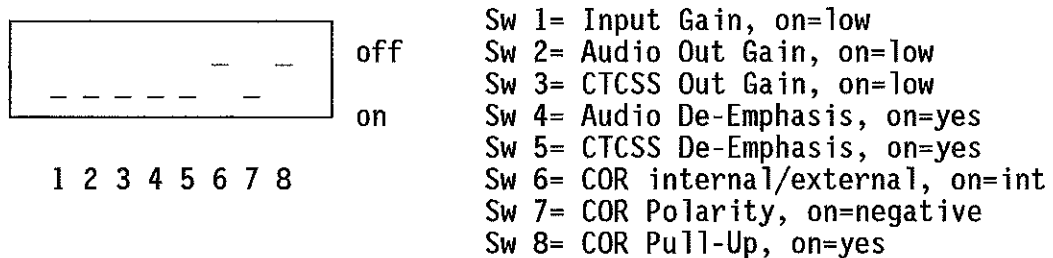 off
on
1 2 3 4 5 6 7 8
Sw 1= Input Gain, on=low
Sw 2= Audio Out Gain, on=low
Sw 3= CTCSS Out Gain, on=low
Sw 4= Audio De-Emphasis, on=yes
Sw 5= CTCSS De-Emphasis, on=yes
Sw 6= COR internal/external, on=int
Sw 7= COR Polarity, on=negative
Sw 8= COR Pull-Up, on=yes